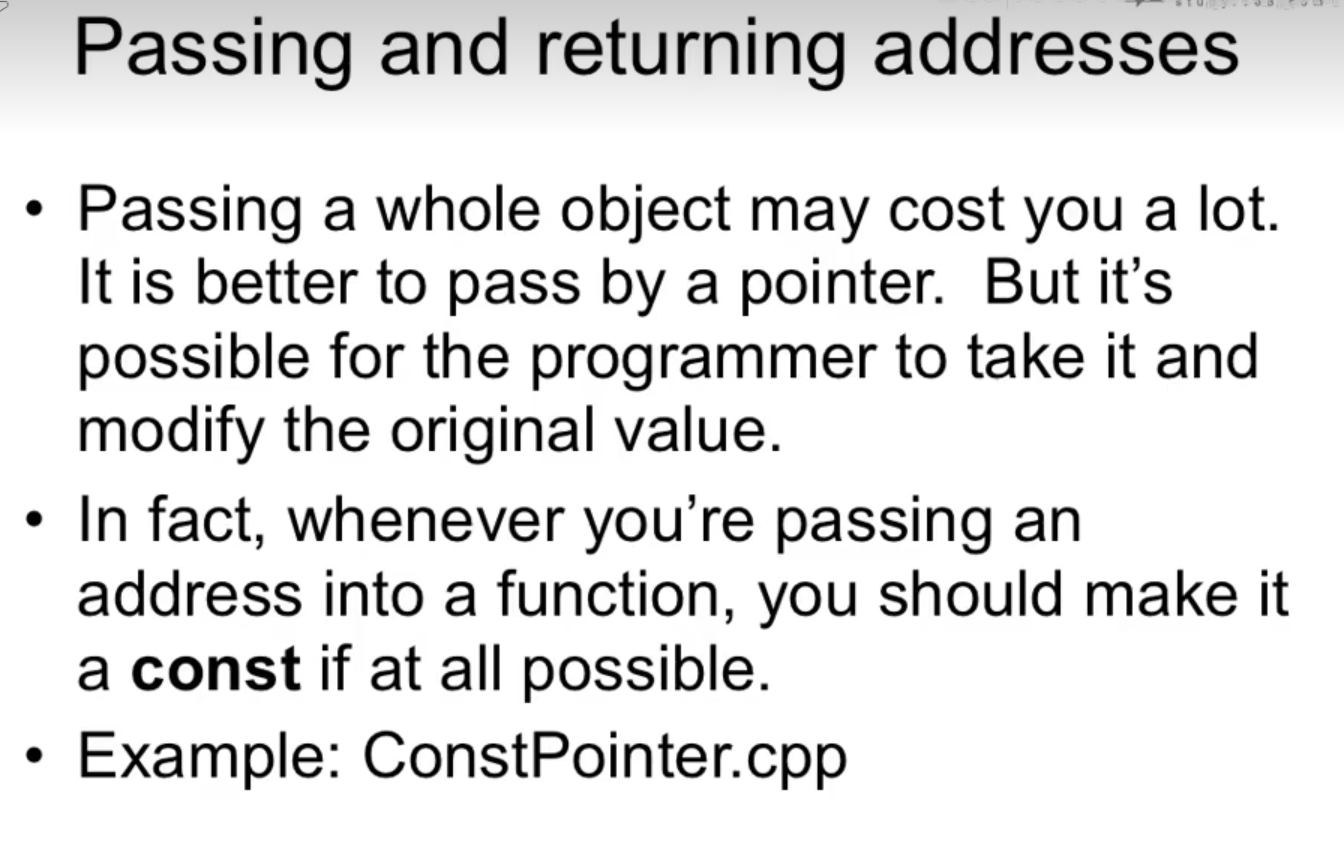 Passing and returning addresses
• Passing a whole object may cost you a lot.
It is better to pass by a pointer.  But it’s
possible for the programmer to take it and
modify the original value.
• In fact, whenever you’re passing an
address into a function, you should make it
a const if at all possible.
• Example: ConstPointer.cpp